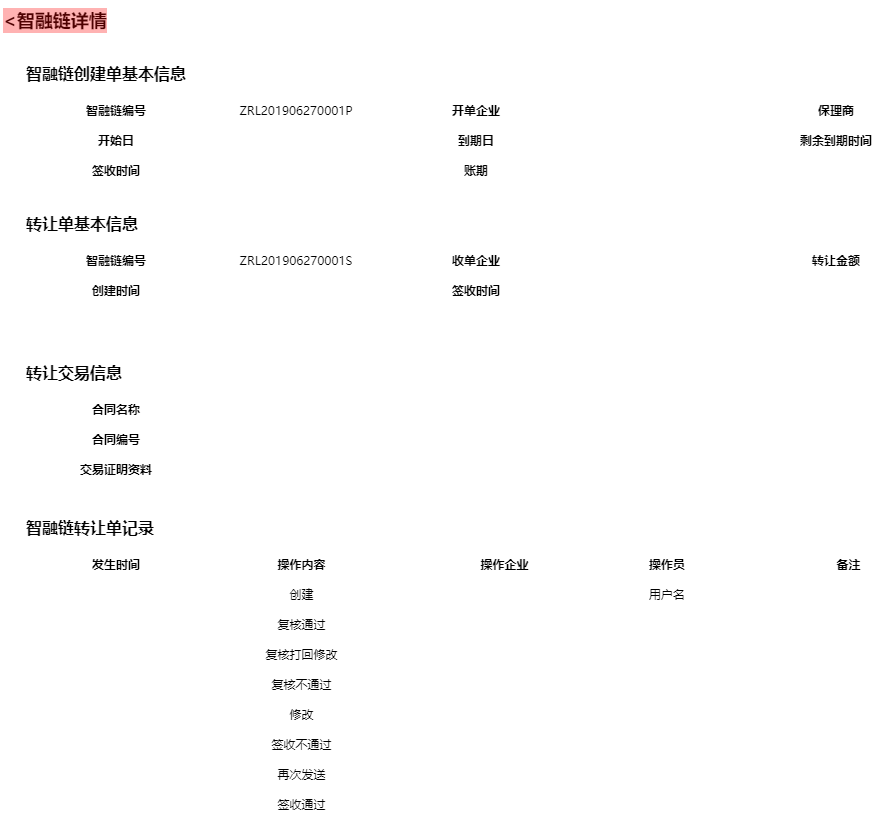 <智融链详情
智融链创建单基本信息
智融链编号 ZRL201906270001P 开单企业 保理商
开始日 到期日 剩余到期时间
签收时间 账期
转让单基本信息
智融链编号 ZRL201906270001S 收单企业 转让金额
创建时间 签收时间
转让交易信息
合同名称
合同编号
交易证明资料
智融链转让单记录
发生时间 操作内容 操作企业 操作员 备注
创建 用户名
复核通过
复核打回修改
复核不通过
修改
签收不通过
再次发送
签收通过